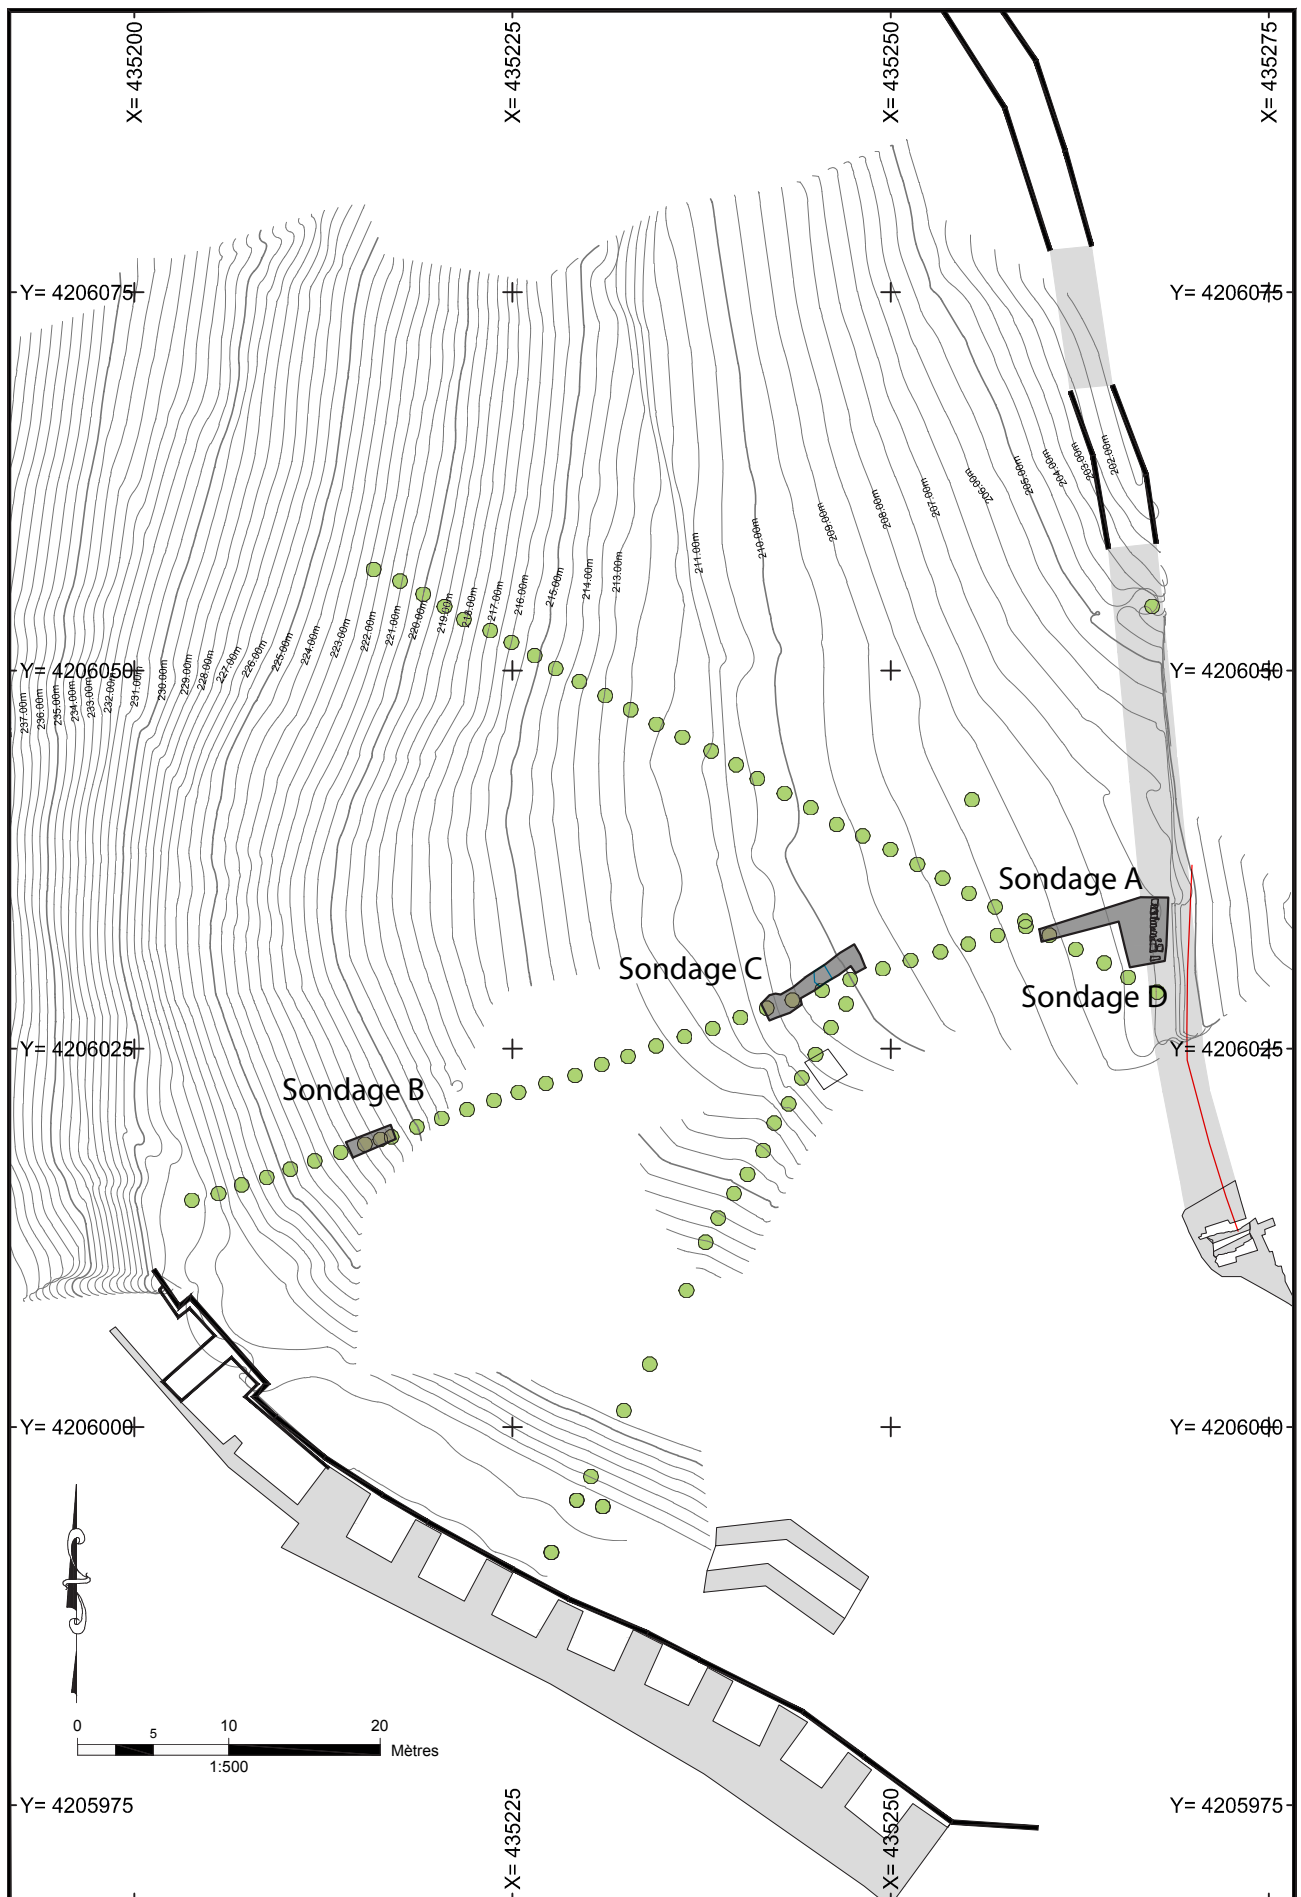 X= 435200
X= 435225
X= 435250
X= 435275
Y= 4206075
Y= 4206075
202.00m
203.00m
204.00m
205.00m
206.00m
207.00m
208.00m
209.00m
210.00m
211.00m
213.00m
214.00m
215.00m
216.00m
217.00m
218.00m
219.00m
220.00m
221.00m
222.00m
223.00m
224.00m
225.00m
226.00m
227.00m
228.00m
229.00m
230.00m
231.00m
232.00m
233.00m
234.00m
235.00m
236.00m
237.00m
Y= 4206050
Y= 4206050
Sondage A
Sondage C
Sondage D
Y= 4206025
Y= 4206025
Sondage B
Y= 4206000
Y= 4206000
0 5 10 20
Mètres
1:500
Y= 4205975
Y= 4205975
X= 435225
X= 435250